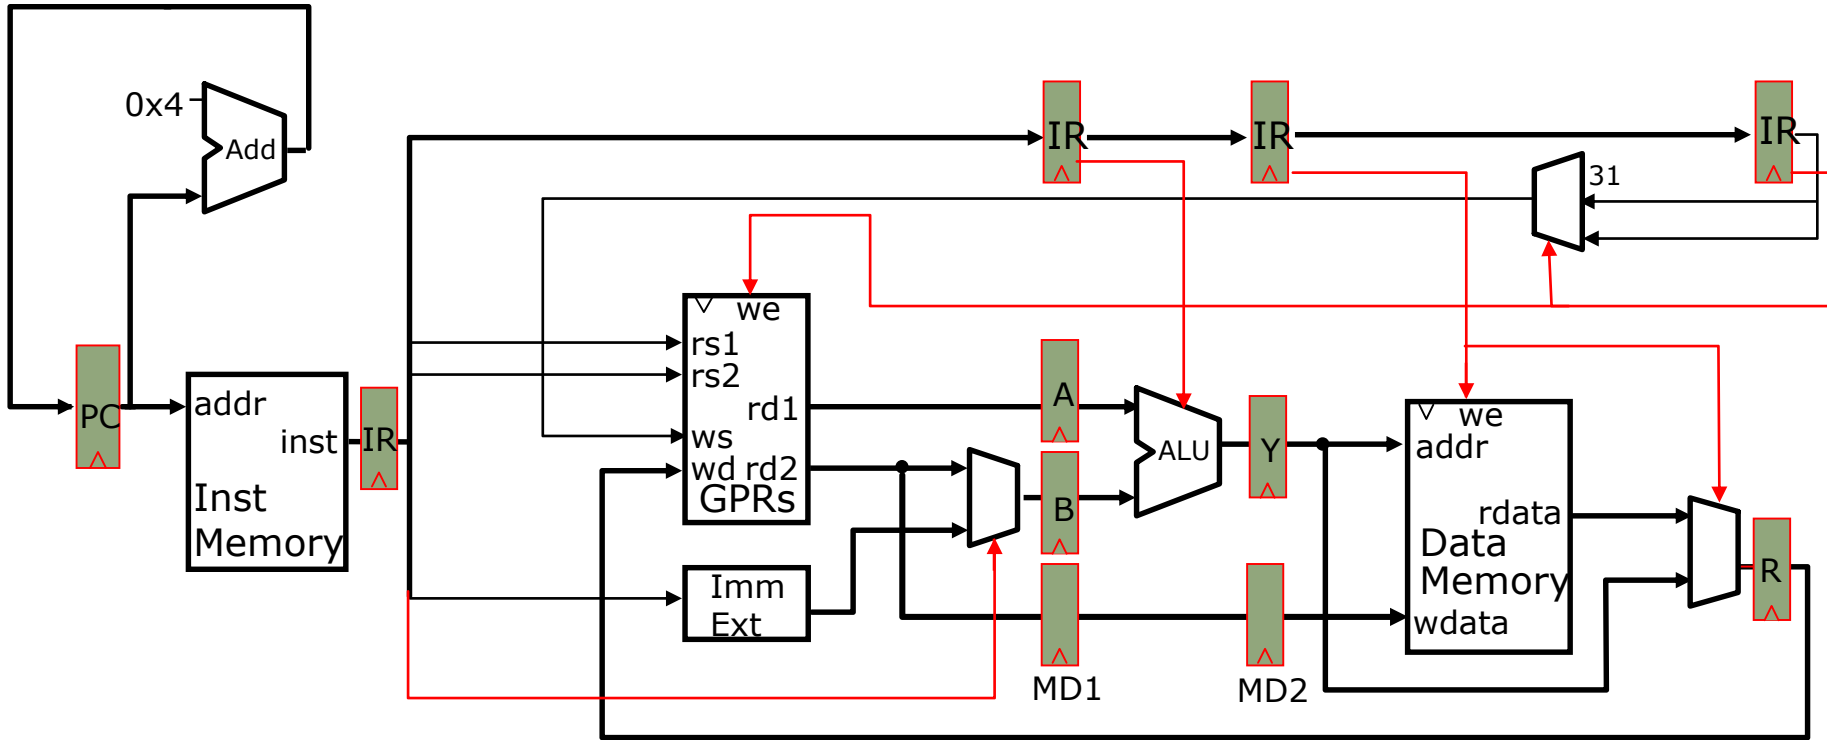 0x4
Add
PC
addr
inst
Inst
Memory
IR
IR
IR
IR
31
we
rs1
rs2
rd1
ws
wd rd2
GPRs
Imm
Ext
A
B
MD1
ALU
Y
MD2
we
addr
rdata
Data
Memory
wdata
R